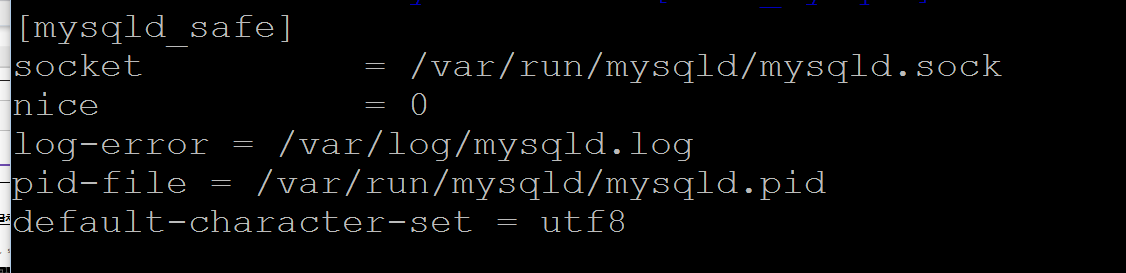 [mysqld_safe]
socket          = /var/run/mysqld/mysqld.sock
nice            = 0
log-error = /var/log/mysqld.log
pid-file = /var/run/mysqld/mysqld.pid
default-character-set = utf8